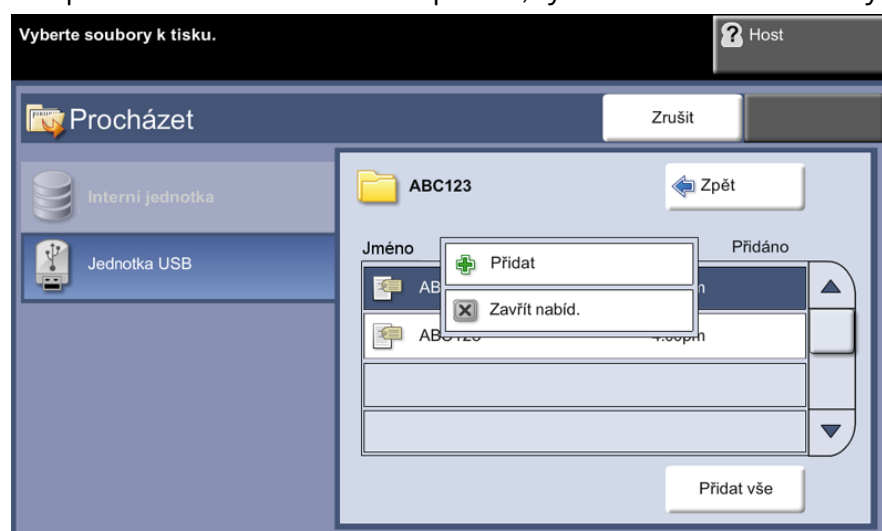 Vyberte soubory k tisku.
Host
Procházet
Zrušit
Interní jednotka
ABC123
Zpět
Jednotka USB
Jméno
Přidáno
Přidat
Zavřít nabíd.
Přidat vše